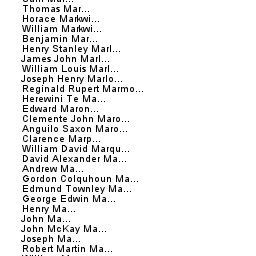 Thomas Mar...
Horace Markwi...
William Markwi...
Benjamin Mar...
Henry Stanley Marl...
James John Marl...
William Louis Marl...
Joseph Henry Marlo...
Reginald Rupert Marmo...
Herewini Te Ma...
Edward Maron...
Clemente John Maro...
Anguilo Saxon Maro...
Clarence Marp...
William David Marqu...
David Alexander Ma...
Andrew Ma...
Gordon Colquhoun Ma...
Edmund Townley Ma...
George Edwin Ma...
Henry Ma...
John Ma...
John McKay Ma...
Joseph Ma...
Robert Martin Ma...